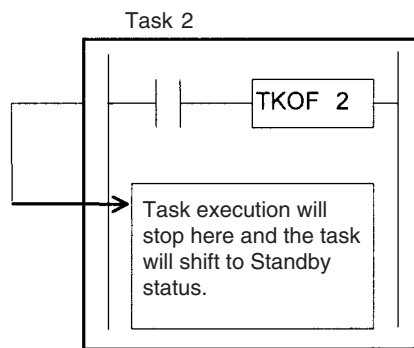 Task 2
TKOF 2
Task execution will
stop here and the task
will shift to Standby
status.